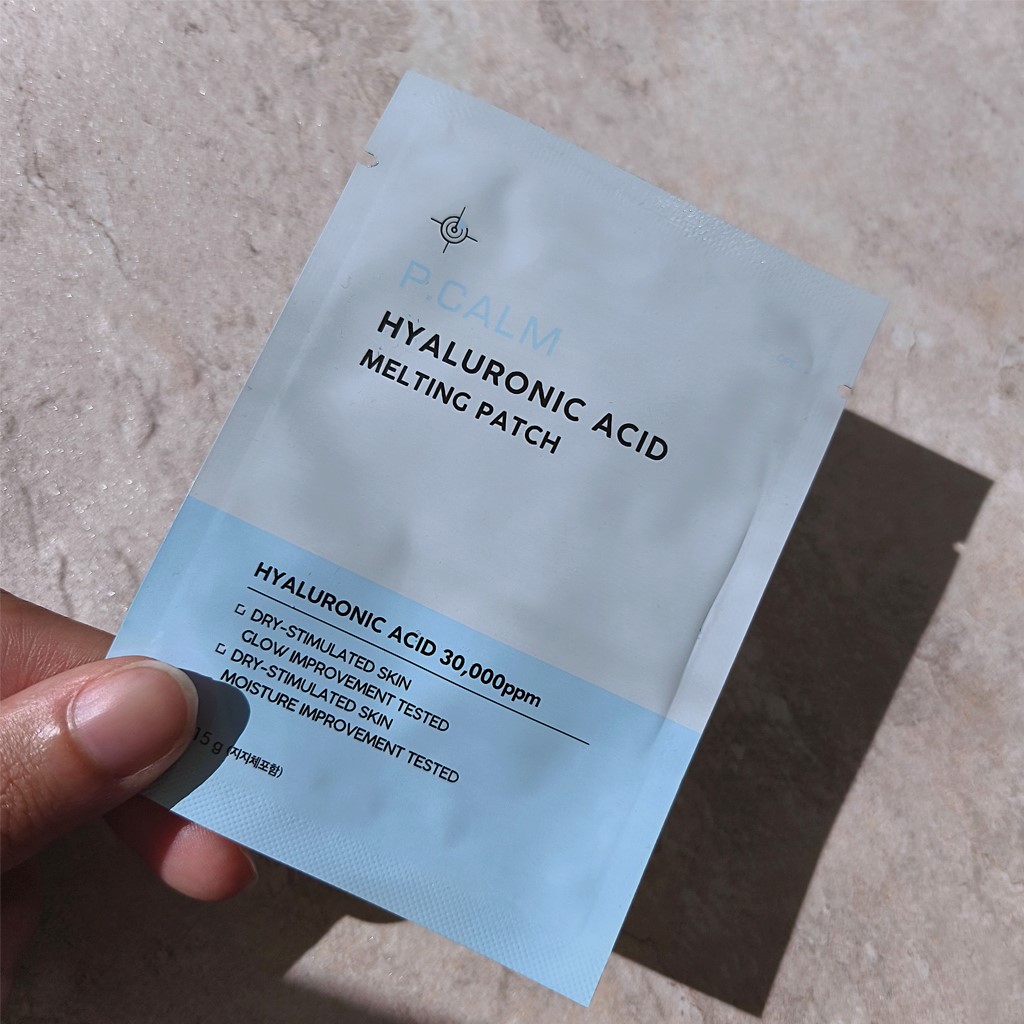 P.CALM
HYALURONIC ACID
MELTING PATCH
HYALURONIC ACID 30,000ppm
DRY-STIMULATED SKIN
GLOW IMPROVEMENT TESTED
DRY-STIMULATED SKIN
MOISTURE IMPROVEMENT TESTED
g (지지체포함)